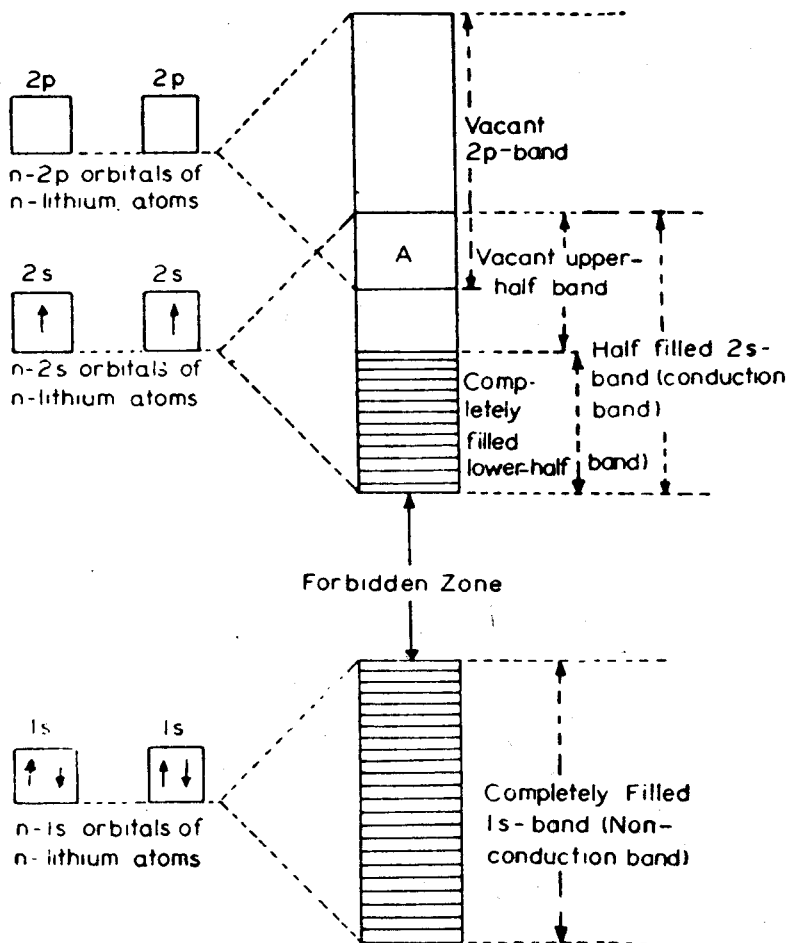 2p 2p
n-2p orbitals of
n-lithium atoms
Vacant
2p-band
A
Vacant upper-
half band
2s 2s
n-2s orbitals of
n-lithium atoms
Half filled 2s-
band (conduction
band)
Comp-
letely
filled
lower-half band)
Forbidden Zone
1s 1s
n-1s orbitals of
n-lithium atoms
Completely Filled
1s-band (Non-
conduction band)